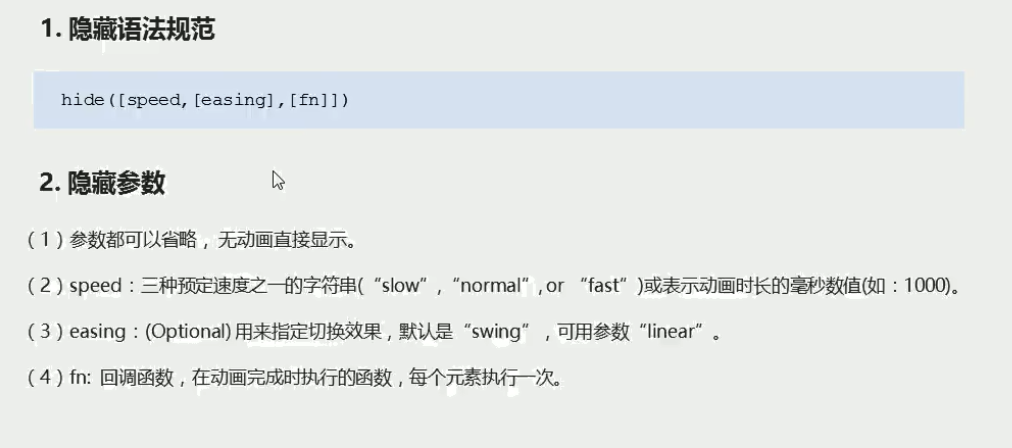 1. 隐藏语法规范
hide([speed,[easing],[fn]])
2. 隐藏参数
（1）参数都可以省略， 无动画直接显示。
（2）speed：三种预定速度之一的字符串(“slow”,“normal”, or “fast”)或表示动画时长的毫秒数值(如：1000)。
（3）easing：(Optional) 用来指定切换效果，默认是“swing”，可用参数“linear”。
（4）fn: 回调函数，在动画完成时执行的函数，每个元素执行一次。